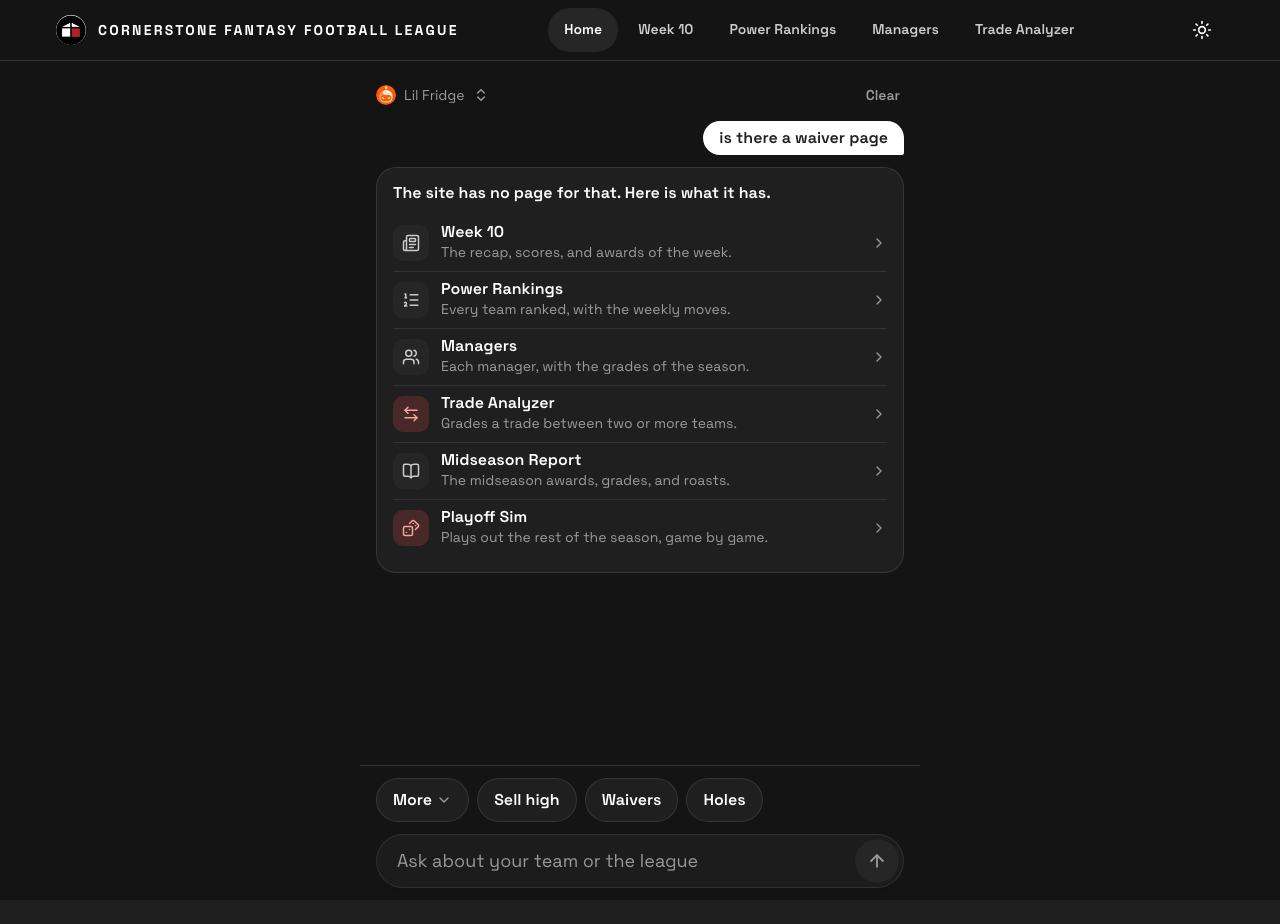 CORNERSTONE FANTASY FOOTBALL LEAGUE
Home
Week 10
Power Rankings
Managers
Trade Analyzer
Lil Fridge
Clear
is there a waiver page
The site has no page for that. Here is what it has.
Week 10
The recap, scores, and awards of the week.
Power Rankings
Every team ranked, with the weekly moves.
Managers
Each manager, with the grades of the season.
Trade Analyzer
Grades a trade between two or more teams.
Midseason Report
The midseason awards, grades, and roasts.
Playoff Sim
Plays out the rest of the season, game by game.
More
Sell high
Waivers
Holes
Ask about your team or the league